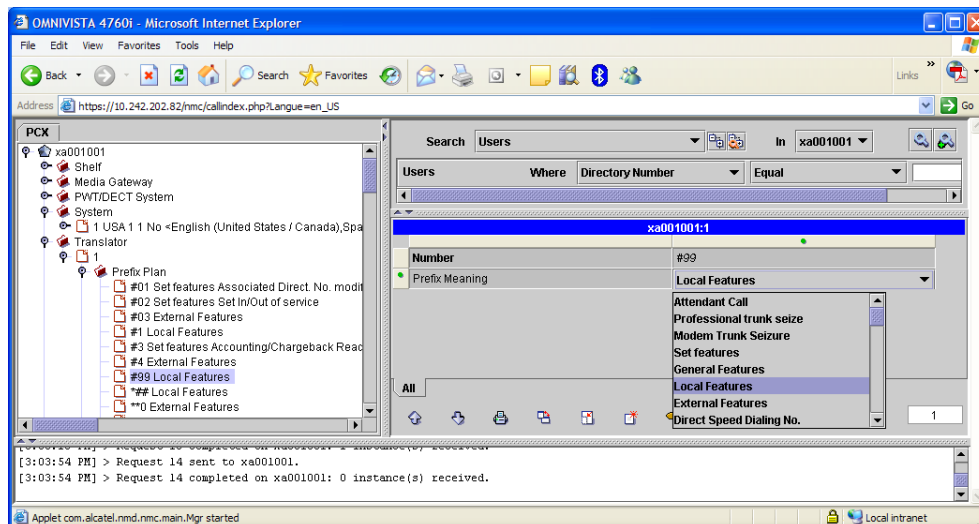 OMNIVISTA 4760i - Microsoft Internet Explorer
File Edit View Favorites Tools Help
Back Search Favorites Links »
Address https://10.242.202.82/nmc/callindex.php?Langue=en_US Go
PCX
xa001001
Shelf
Media Gateway
PWT/DECT System
System
1 USA 1 1 No <English (United States / Canada),Spa
Translator
1
Prefix Plan
#01 Set features Associated Direct. No. modit
#02 Set features Set In/Out of service
#03 External Features
#1 Local Features
#3 Set features Accounting/Chargeback Reac
#4 External Features
#99 Local Features
*## Local Features
**0 External Features
Search Users In xa001001
Users Where Directory Number Equal
xa001001:1
Number #99
Prefix Meaning Local Features
Attendant Call
Professional trunk seize
Modem Trunk Seizure
Set features
General Features
Local Features
External Features
Direct Speed Dialing No.
All
1
[3:03:54 PM] > Request 14 sent to xa001001.
[3:03:54 PM] > Request 14 completed on xa001001: 0 instance(s) received.
Applet com.alcatel.nmd.nmc.main.Mgr started Local intranet